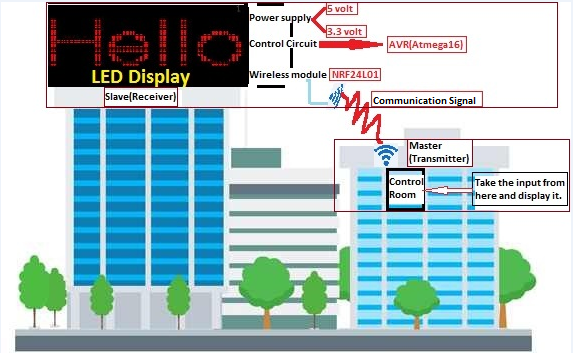 Hello
LED Display
Power supply
5 volt
3.3 volt
Control Circuit
AVR(Atmega16)
Wireless module
NRF24L01
Slave(Receiver)
Communication Signal
Master
(Transmitter)
Control
Room
Take the input from
here and display it.